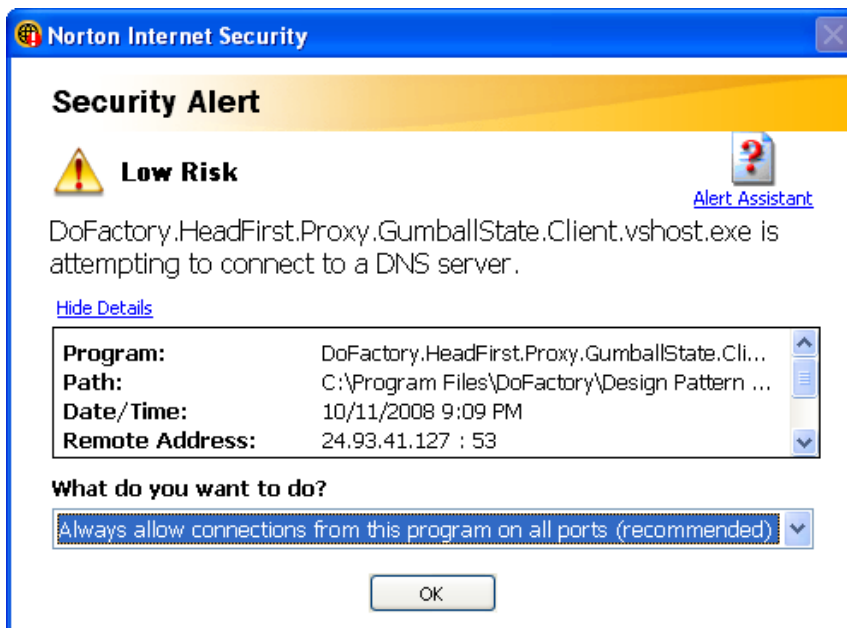 Norton Internet Security
Security Alert
Low Risk
Alert Assistant
DoFactory.HeadFirst.Proxy.GumballState.Client.vshost.exe is
attempting to connect to a DNS server.
Hide Details
Program: DoFactory.HeadFirst.Proxy.GumballState.Cli...
Path: C:\Program Files\DoFactory\Design Pattern ...
Date/Time: 10/11/2008 9:09 PM
Remote Address: 24.93.41.127 : 53
What do you want to do?
Always allow connections from this program on all ports (recommended)
OK